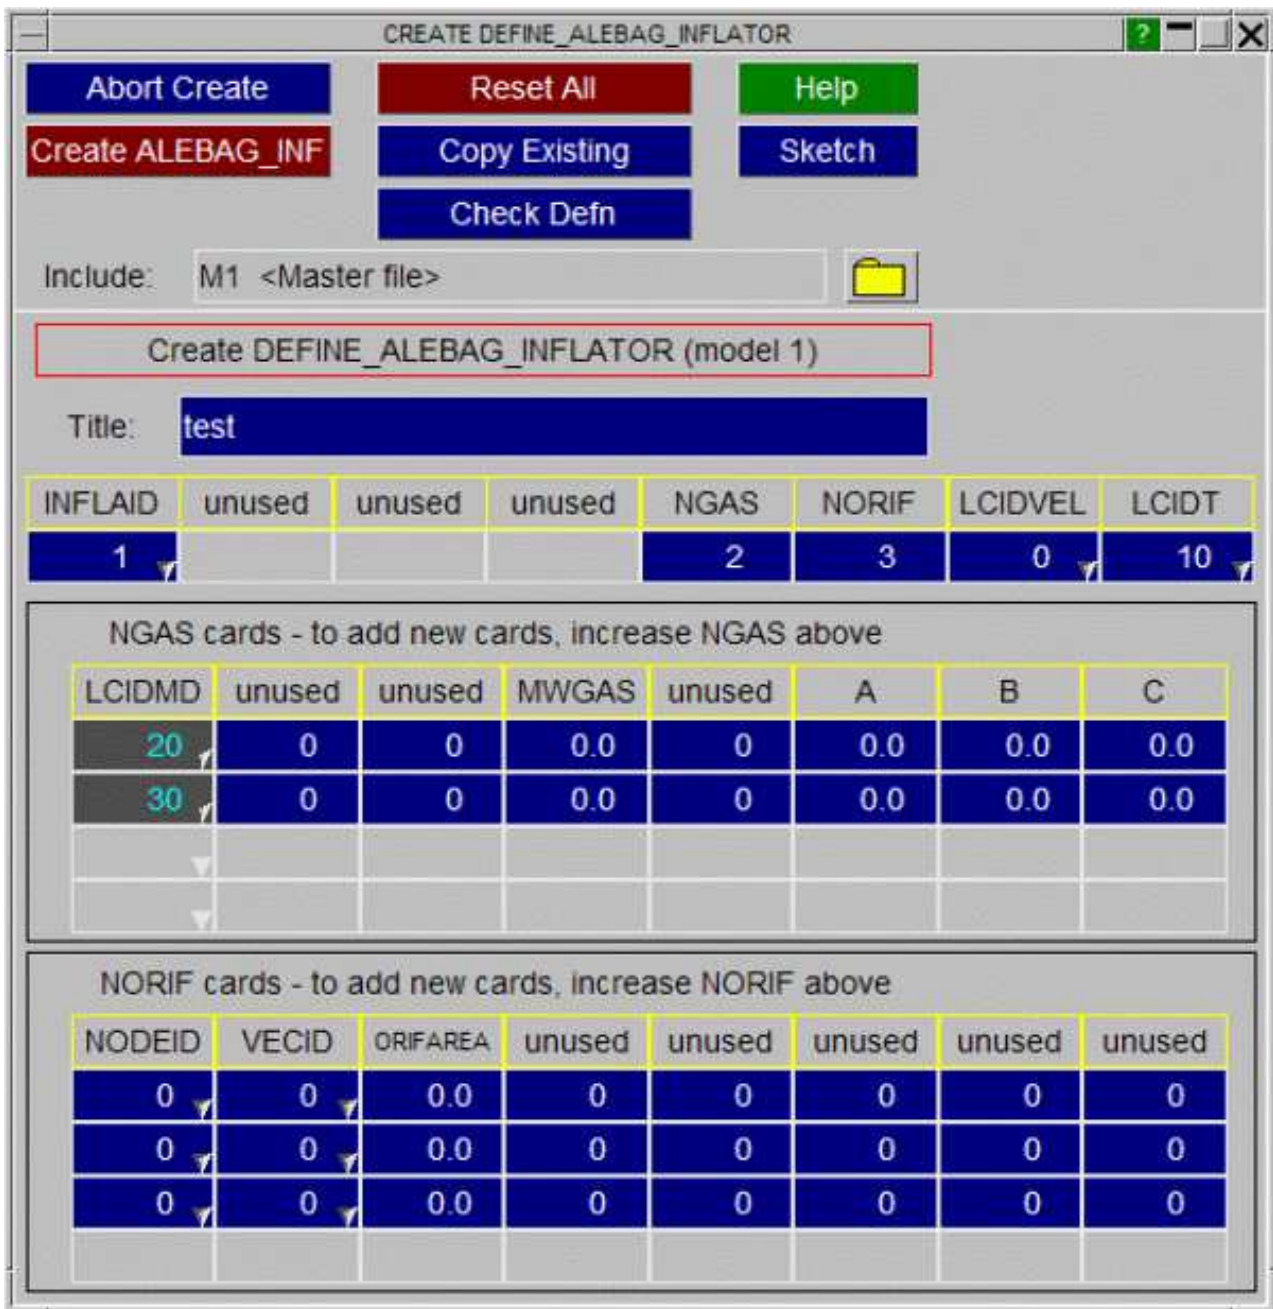 CREATE DEFINE_ALEBAG_INFLATOR ?
Abort Create Reset All Help
Create ALEBAG_INF Copy Existing Sketch
Check Defn
Include: M1 <Master file>
Create DEFINE_ALEBAG_INFLATOR (model 1)
Title: test
INFLAID unused unused unused NGAS NORIF LCIDVEL LCIDT
1 2 3 0 10
NGAS cards - to add new cards, increase NGAS above
LCIDMD unused unused MWGAS unused A B C
20 0 0 0.0 0 0.0 0.0 0.0
30 0 0 0.0 0 0.0 0.0 0.0
NORIF cards - to add new cards, increase NORIF above
NODEID VECID ORIFAREA unused unused unused unused unused
0 0 0.0 0 0 0 0 0
0 0 0.0 0 0 0 0 0
0 0 0.0 0 0 0 0 0